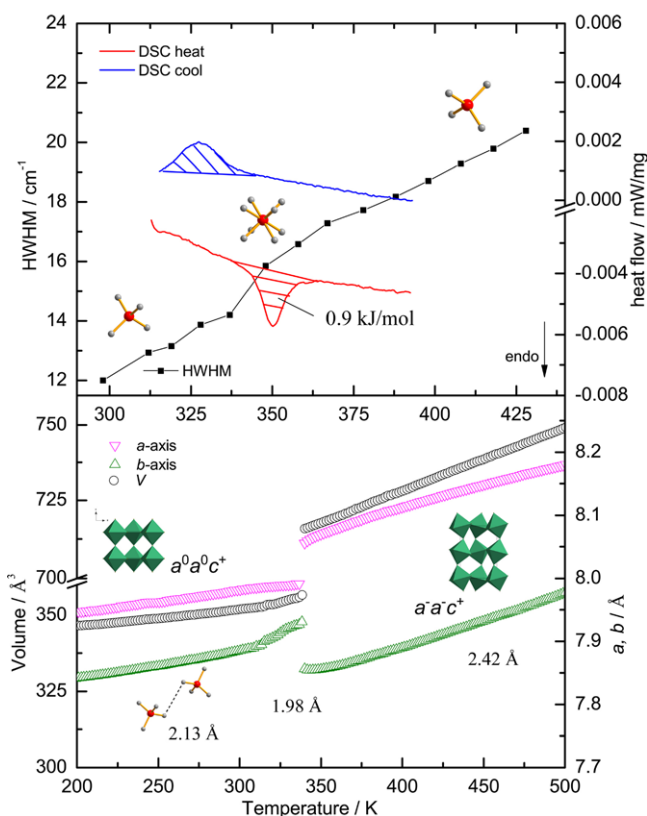 24
22
20
18
16
14
12
HWHM / cm⁻¹
DSC heat
DSC cool
0.9 kJ/mol
HWHM
endo
0.006
0.004
0.002
0.000
-0.004
-0.006
-0.008
heat flow / mW/mg
300 325 350 375 400 425
750
725
700
350
325
300
Volume / Å³
a-axis
b-axis
V
a⁰a⁰c⁺
a⁻a⁻c⁺
2.13 Å
1.98 Å
2.42 Å
8.2
8.1
8.0
7.9
7.8
7.7
a, b / Å
200 250 300 350 400 450 500
Temperature / K